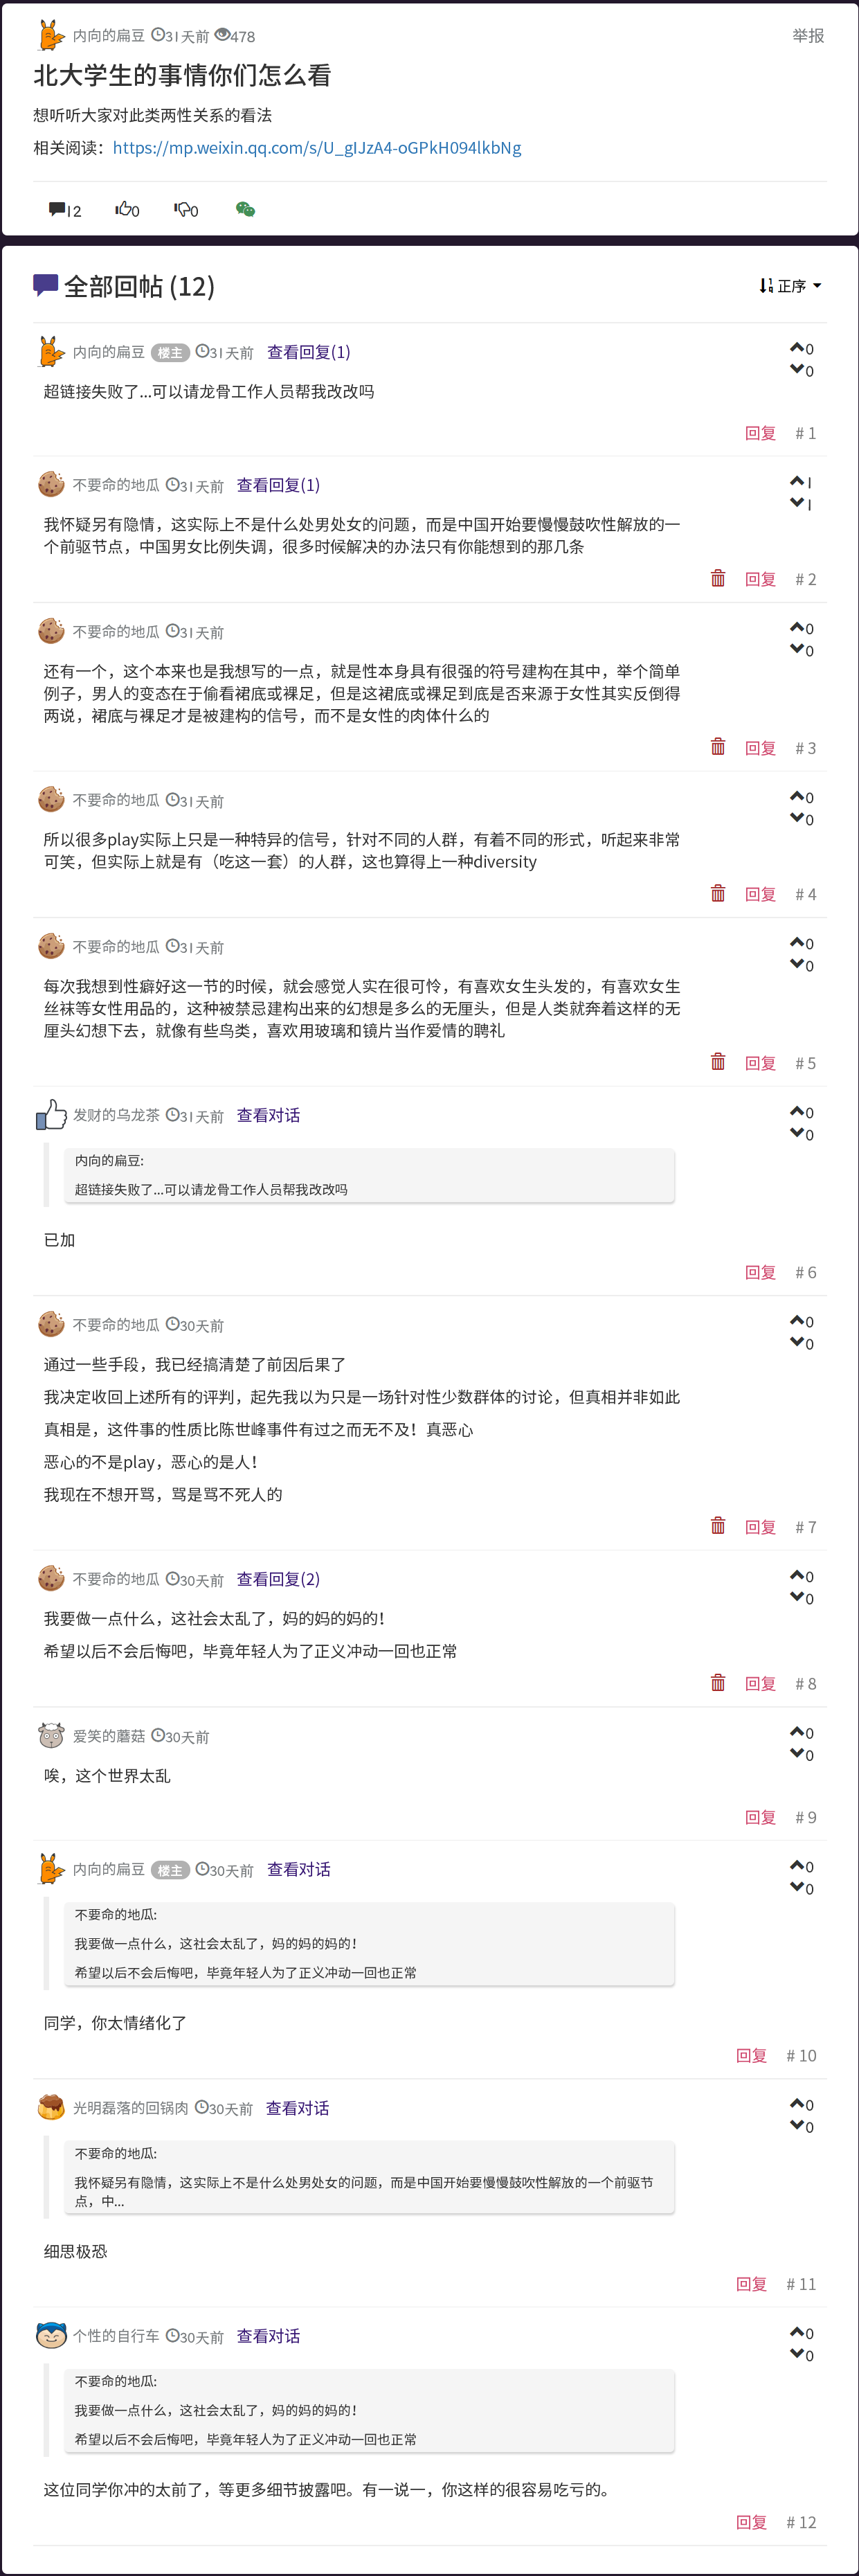 内向的扁豆 31天前 478 举报
北大学生的事情你们怎么看
想听听大家对此类两性关系的看法
相关阅读：https://mp.weixin.qq.com/s/U_gIJzA4-oGPkH094lkbNg
12 0 0
全部回帖 (12) 正序
内向的扁豆 楼主 31天前 查看回复(1) 0
0
超链接失败了...可以请龙骨工作人员帮我改改吗
回复 # 1
不要命的地瓜 31天前 查看回复(1) 1
1
我怀疑另有隐情，这实际上不是什么处男处女的问题，而是中国开始要慢慢鼓吹性解放的一
个前驱节点，中国男女比例失调，很多时候解决的办法只有你能想到的那几条
回复 # 2
不要命的地瓜 31天前 0
0
还有一个，这个本来也是我想写的一点，就是性本身具有很强的符号建构在其中，举个简单
例子，男人的变态在于偷看裙底或裸足，但是这裙底或裸足到底是否来源于女性其实反倒得
两说，裙底与裸足才是被建构的信号，而不是女性的肉体什么的
回复 # 3
不要命的地瓜 31天前 0
0
所以很多play实际上只是一种特异的信号，针对不同的人群，有着不同的形式，听起来非常
可笑，但实际上就是有（吃这一套）的人群，这也算得上一种diversity
回复 # 4
不要命的地瓜 31天前 0
0
每次我想到性癖好这一节的时候，就会感觉人实在很可怜，有喜欢女生头发的，有喜欢女生
丝袜等女性用品的，这种被禁忌建构出来的幻想是多么的无厘头，但是人类就奔着这样的无
厘头幻想下去，就像有些鸟类，喜欢用玻璃和镜片当作爱情的聘礼
回复 # 5
发财的乌龙茶 31天前 查看对话 0
0
内向的扁豆:
超链接失败了...可以请龙骨工作人员帮我改改吗
已加
回复 # 6
不要命的地瓜 30天前 0
0
通过一些手段，我已经搞清楚了前因后果了
我决定收回上述所有的评判，起先我以为只是一场针对性少数群体的讨论，但真相并非如此
真相是，这件事的性质比陈世峰事件有过之而无不及！真恶心
恶心的不是play，恶心的是人！
我现在不想开骂，骂是骂不死人的
回复 # 7
不要命的地瓜 30天前 查看回复(2) 0
0
我要做一点什么，这社会太乱了，妈的妈的妈的！
希望以后不会后悔吧，毕竟年轻人为了正义冲动一回也正常
回复 # 8
爱笑的蘑菇 30天前 0
0
唉，这个世界太乱
回复 # 9
内向的扁豆 楼主 30天前 查看对话 0
0
不要命的地瓜:
我要做一点什么，这社会太乱了，妈的妈的妈的！
希望以后不会后悔吧，毕竟年轻人为了正义冲动一回也正常
同学，你太情绪化了
回复 # 10
光明磊落的回锅肉 30天前 查看对话 0
0
不要命的地瓜:
我怀疑另有隐情，这实际上不是什么处男处女的问题，而是中国开始要慢慢鼓吹性解放的一个前驱节
点，中...
细思极恐
回复 # 11
个性的自行车 30天前 查看对话 0
0
不要命的地瓜:
我要做一点什么，这社会太乱了，妈的妈的妈的！
希望以后不会后悔吧，毕竟年轻人为了正义冲动一回也正常
这位同学你冲的太前了，等更多细节披露吧。有一说一，你这样的很容易吃亏的。
回复 # 12